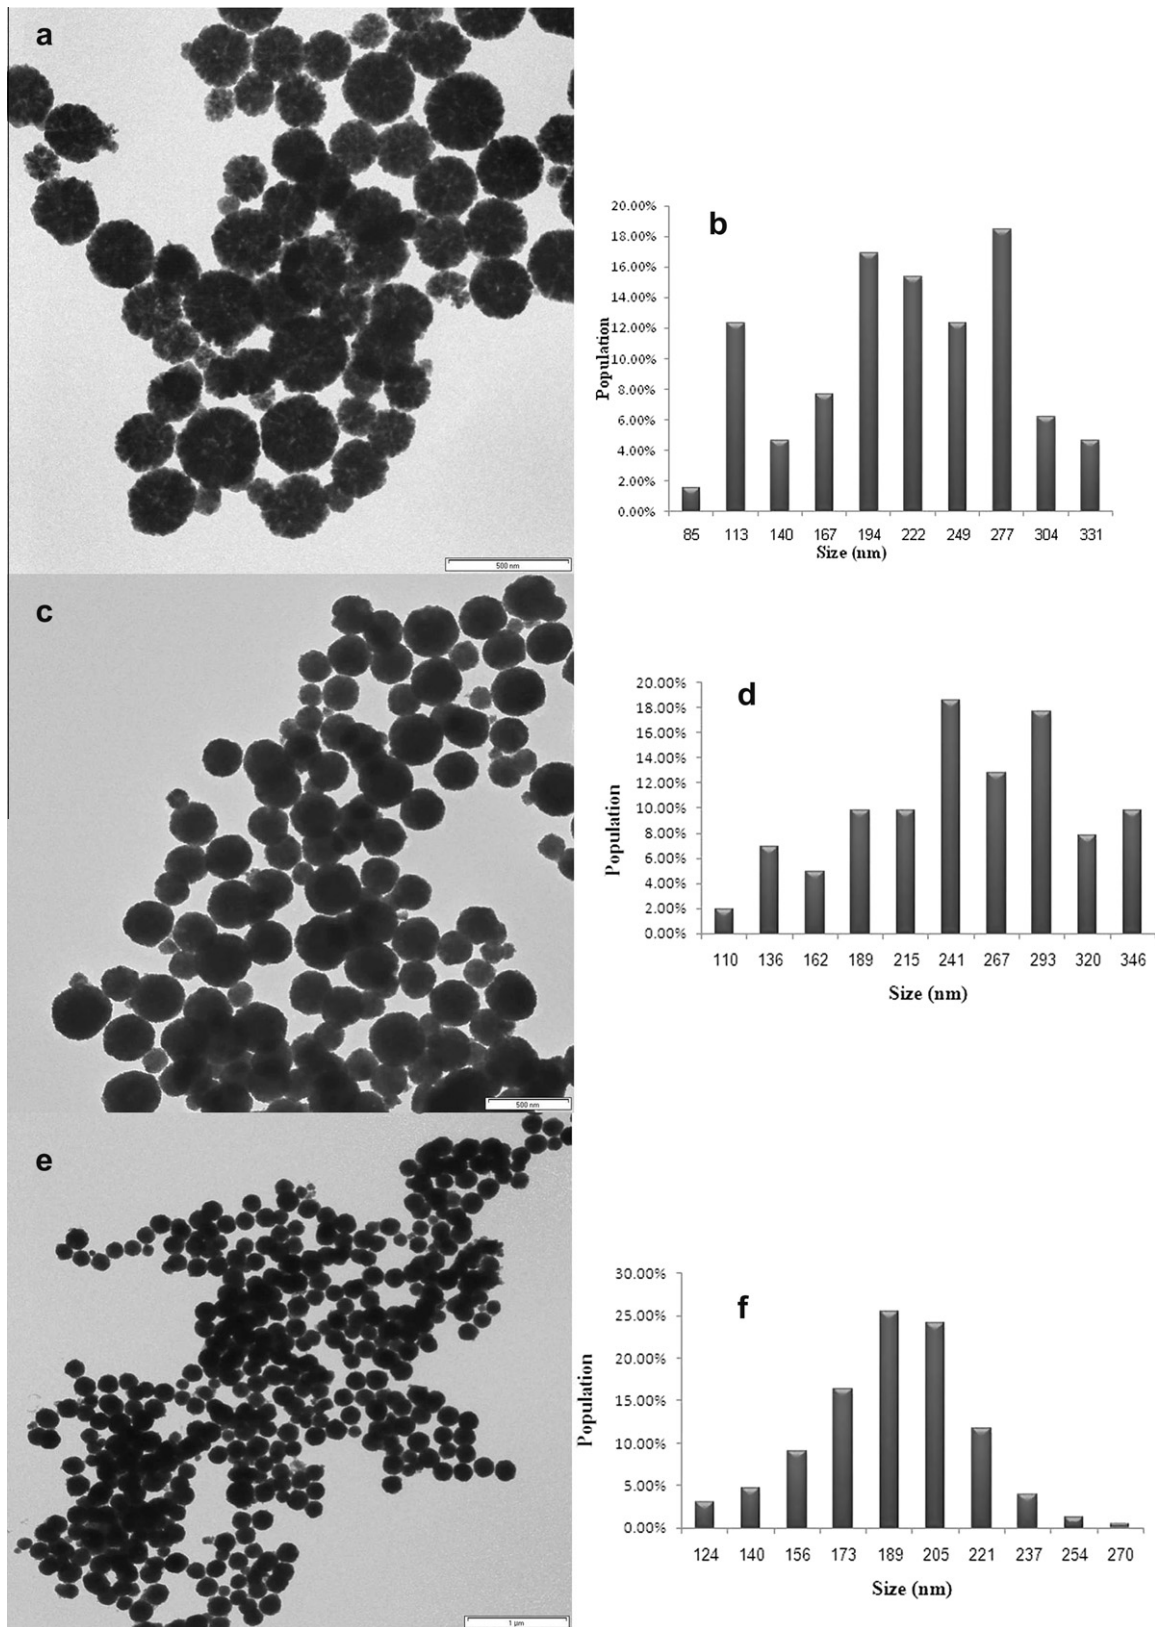 a
500 nm
b
20.00%
18.00%
16.00%
14.00%
12.00%
10.00%
8.00%
6.00%
4.00%
2.00%
0.00%
Population
85 113 140 167 194 222 249 277 304 331
Size (nm)
c
500 nm
d
20.00%
18.00%
16.00%
14.00%
12.00%
10.00%
8.00%
6.00%
4.00%
2.00%
0.00%
Population
110 136 162 189 215 241 267 293 320 346
Size (nm)
e
1 µm
f
30.00%
25.00%
20.00%
15.00%
10.00%
5.00%
0.00%
Population
124 140 156 173 189 205 221 237 254 270
Size (nm)